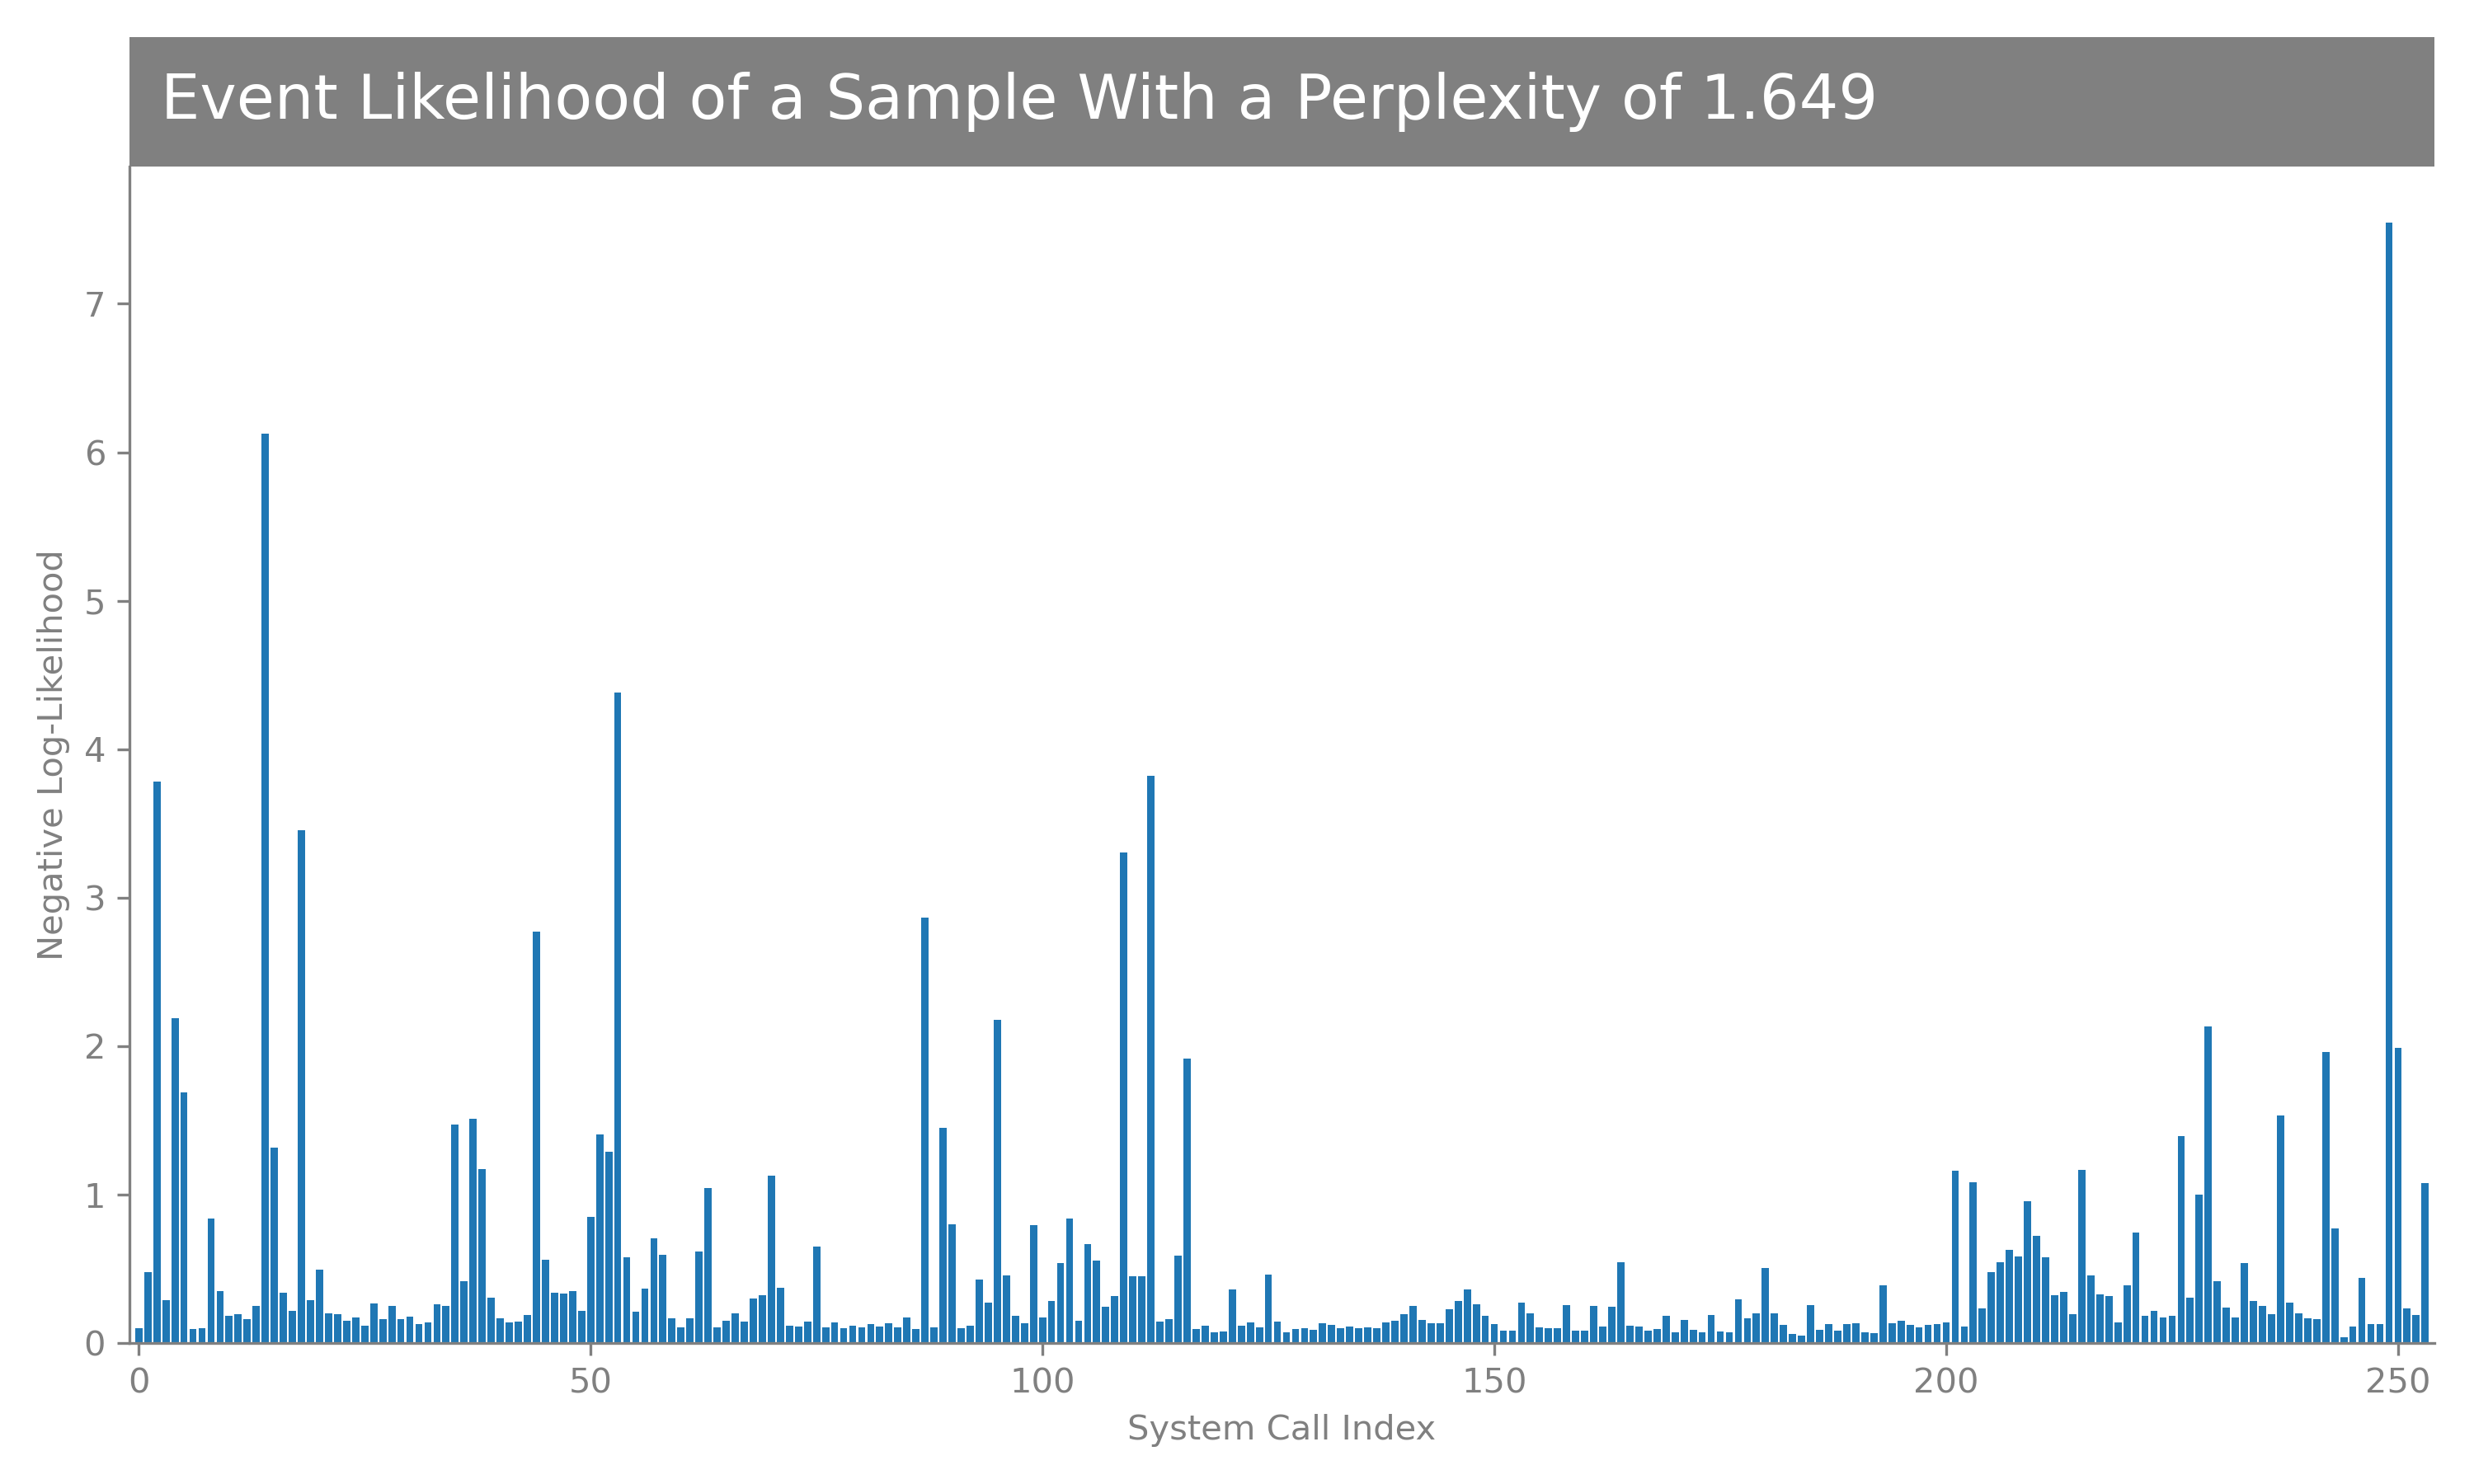 Event Likelihood of a Sample With a Perplexity of 1.649
Negative Log-Likelihood
7
6
5
4
3
2
1
0
0 50 100 150 200 250
System Call Index